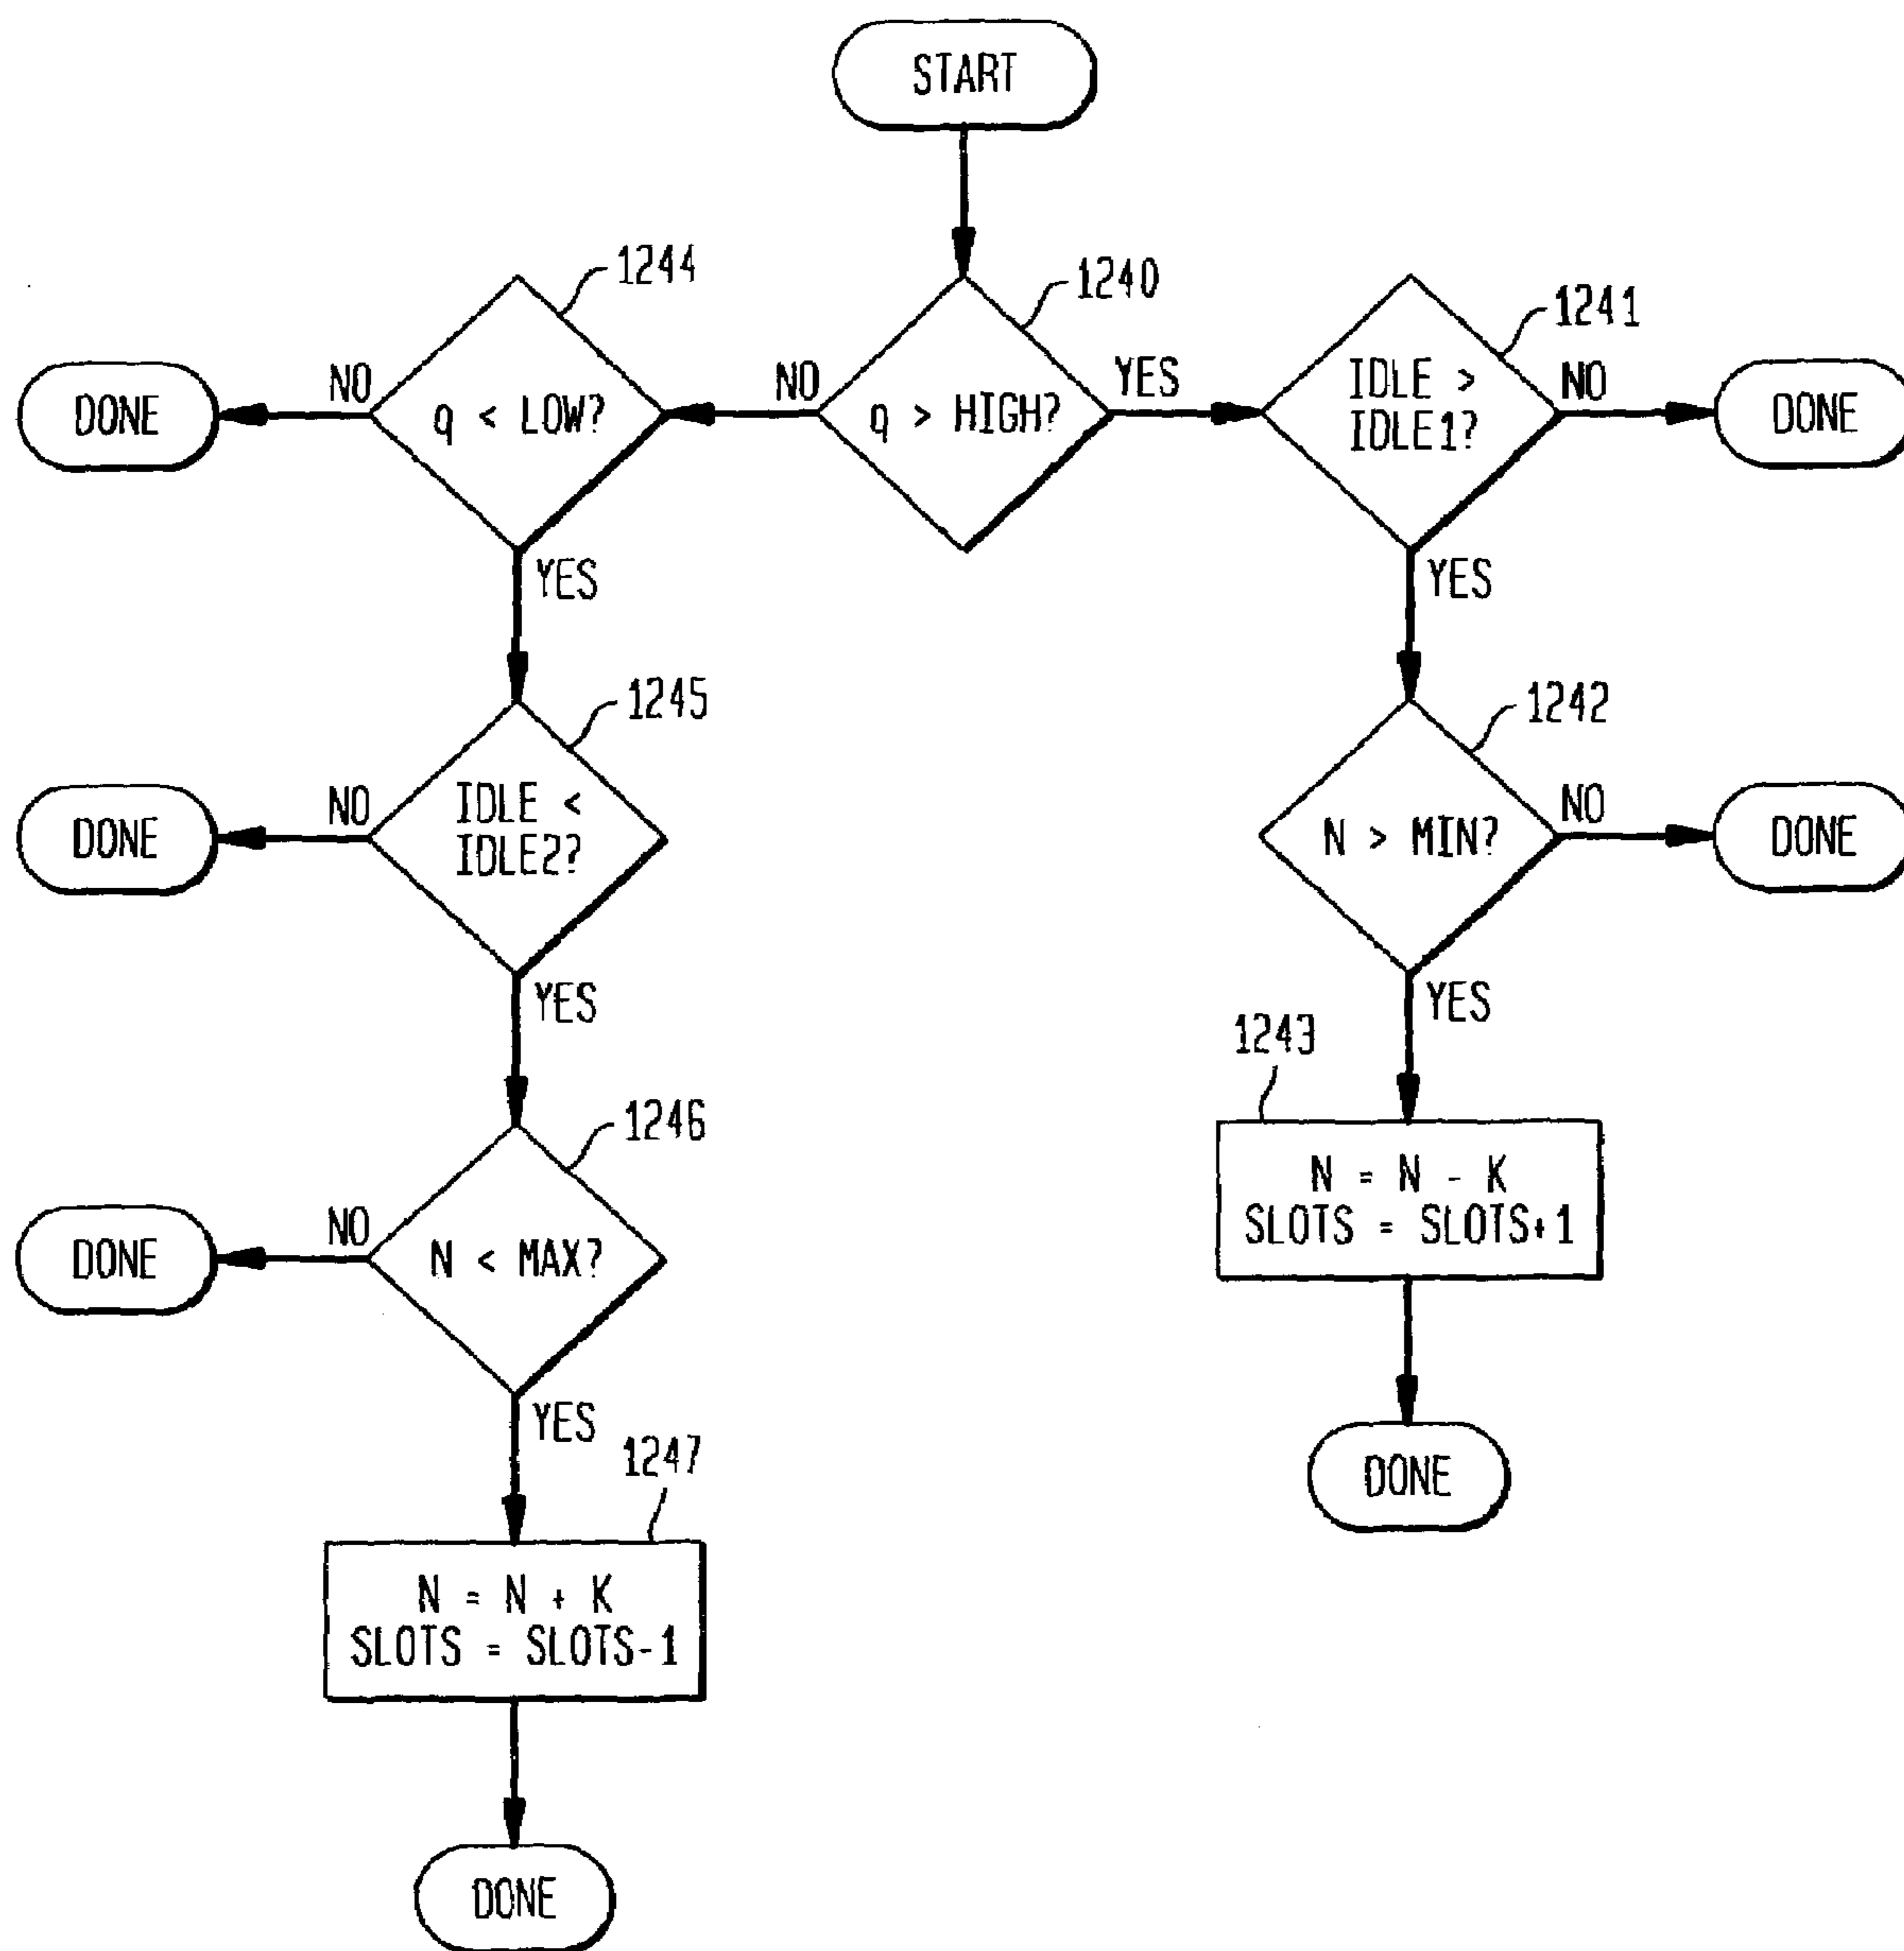 START
1244
1240
1241
DONE
NO
q < LOW?
NO
q > HIGH?
YES
IDLE >
IDLE1?
NO
DONE
YES
YES
1245
1242
DONE
NO
IDLE <
IDLE2?
N > MIN?
NO
DONE
YES
YES
1243
1246
DONE
NO
N < MAX?
N = N - K
SLOTS = SLOTS+1
YES
1247
DONE
N = N + K
SLOTS = SLOTS-1
DONE